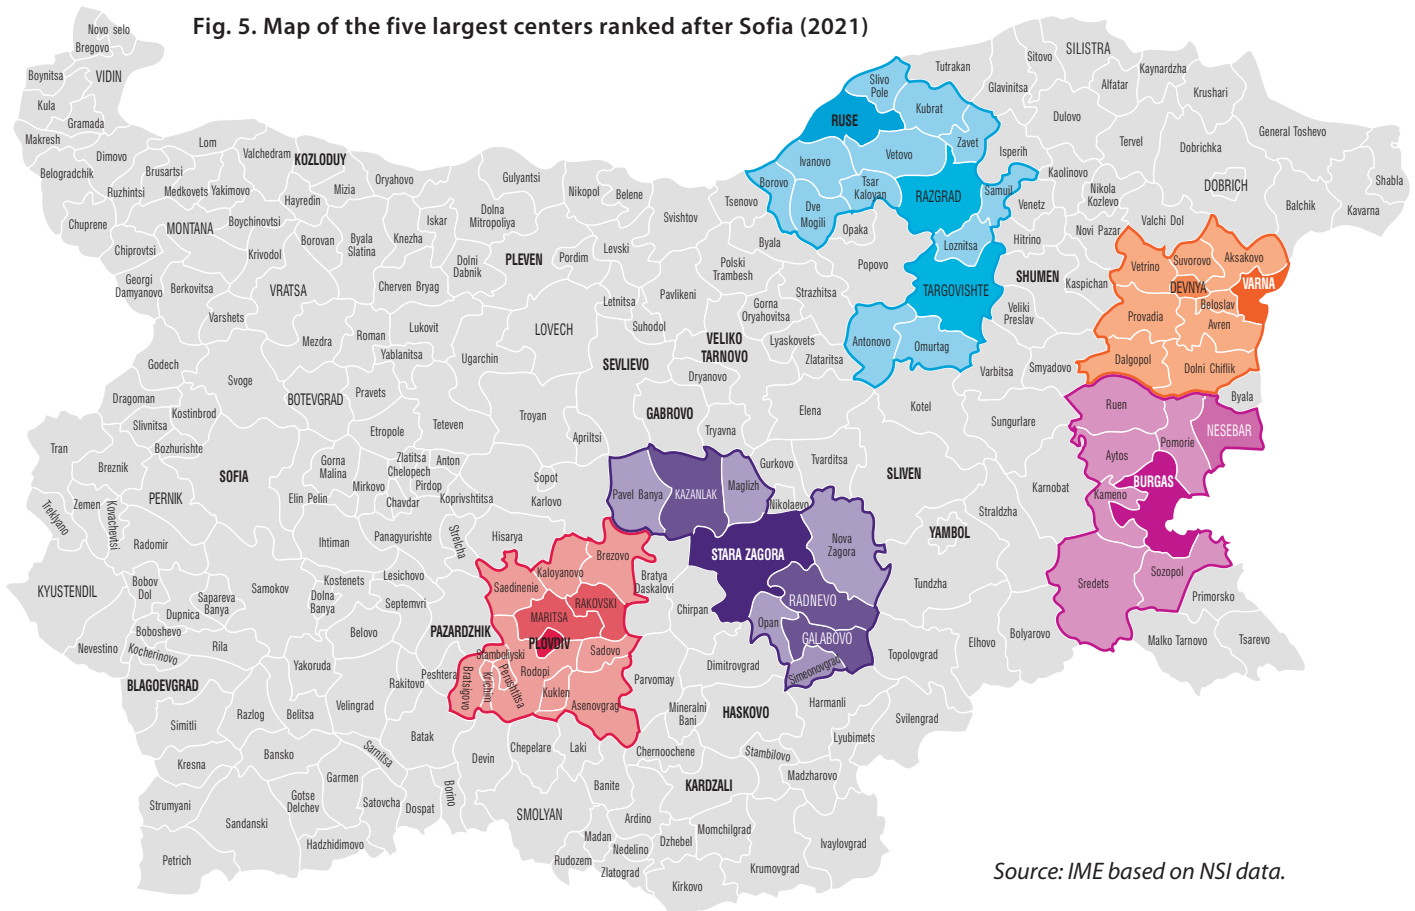 Fig. 5. Map of the five largest centers ranked after Sofia (2021)
Novo selo
Bregovo
Boynitsa
VIDIN
Kula
Gramada
Makresh
Dimovo
Belogradchik
Ruzhintsi
Brusartsi
Medkovets
Yakimovo
Lom
Valchedram
KOZLODUY
Hayredin
Mizia
Oryahovo
Chuprene
MONTANA
Boychinovtsi
Chiprovtsi
Krivodol
Borovan
Byala
Slatina
Knezha
Iskar
Gulyantsi
Dolna
Mitropoliya
Nikopol
Belene
Svishtov
Georgi
Damyanovo
Berkovitsa
VRATSA
Cherven Bryag
Dolni
Dabnik
PLEVEN
Pordim
Levski
Varshets
Mezdra
Roman
Lukovit
Yablanitsa
Ugarchin
LOVECH
Letnitsa
Suhodol
Pavlikeni
Polski
Trambesh
Tsenovo
Byala
Borovo
Ivanovo
Dve
Mogili
RUSE
Slivo
Pole
Tutrakan
Kubrat
Vetovo
Zavet
Tsar
Kaloyan
RAZGRAD
Samuil
Isperih
Glavinitsa
Sitovo
SILISTRA
Kaynardzha
Alfatar
Krushari
Dulovo
Tervel
Dobrichka
General Toshevo
Shabla
Kavarna
Balchik
DOBRICH
Kaolinovo
Nikola
Kozlevo
Venetz
Hitrino
Novi Pazar
Valchi Dol
Opaka
Popovo
Loznitsa
TARGOVISHTE
SHUMEN
Kaspichan
Veliki
Preslav
Vetrino
Suvorovo
Aksakovo
DEVNYA
VARNA
Beloslav
Provadia
Avren
Dalgopol
Dolni Chiflik
Byala
Strazhitsa
Gorna
Oryahovitsa
VELIKO
TARNOVO
Lyaskovets
Zlataritsa
Antonovo
Omurtag
Varbitsa
Smyadovo
Godech
Svoge
BOTEVGRAD
Pravets
Dragoman
Kostinbrod
Slivnitsa
Bozhurishte
Etropole
Teteven
Troyan
Apriltsi
SEVLIEVO
Dryanovo
GABROVO
Tryavna
Elena
Kotel
Sungurlare
Ruen
Pomorie
NESEBAR
Aytos
BURGAS
Kameno
Karnobat
Tran
Breznik
SOFIA
Gorna
Malina
Zlatitsa
Chelopech
Anton
Pirdop
Mirkovo
Chavdar
Koprivshtitsa
Elin Pelin
PERNIK
Zemen
Treklyano
Kovachevtsi
Radomir
Ihtiman
Panagyurishte
Strelcha
Hisarya
Sopot
Karlovo
Pavel Banya
KAZANLAK
Maglizh
Gurkovo
Tvarditsa
Nikolaevo
SLIVEN
Straldzha
YAMBOL
Nova
Zagora
STARA ZAGORA
Tundzha
Sredets
Sozopol
Primorsko
Tsarevo
Malko Tarnovo
KYUSTENDIL
Bobov
Dol
Dupnica
Sapareva
Banya
Samokov
Kostenets
Dolna
Banya
Lesichovo
Septemvri
Saedinenie
Kaloyanovo
Brezovo
Bratya
Daskalovi
Chirpan
RADNEVO
Opan
GALABOVO
Simeonovgrad
Topolovgrad
Elhovo
Bolyarovo
Boboshevo
Kocherinovo
Nevestino
Rila
Belovo
PAZARDZHIK
MARITSA
RAKOVSKI
PLOVDIV
Stamboliyski
Sadovo
Rodopi
Kuklen
Asenovgrag
Bratsigovo
Krichim
Perushtitsa
Peshtera
Rakitovo
Parvomay
Dimitrovgrad
BLAGOEVGRAD
Simitli
Razlog
Belitsa
Yakoruda
Velingrad
Batak
Mineralni
Bani
HASKOVO
Harmanli
Svilengrad
Lyubimets
Kresna
Bansko
Sarnitsa
Devin
Chepelare
Laki
Chernoochene
Stambilovo
Madzharovo
KARDZALI
Strumyani
Gotse
Delchev
Garmen
Satovcha
Dospat
Borino
SMOLYAN
Banite
Ardino
Sandanski
Hadzhidimovo
Petrich
Madan
Nedelino
Rudozem
Zlatograd
Dzhebel
Momchilgrad
Kirkovo
Krumovgrad
Ivaylovgrad
Source: IME based on NSI data.